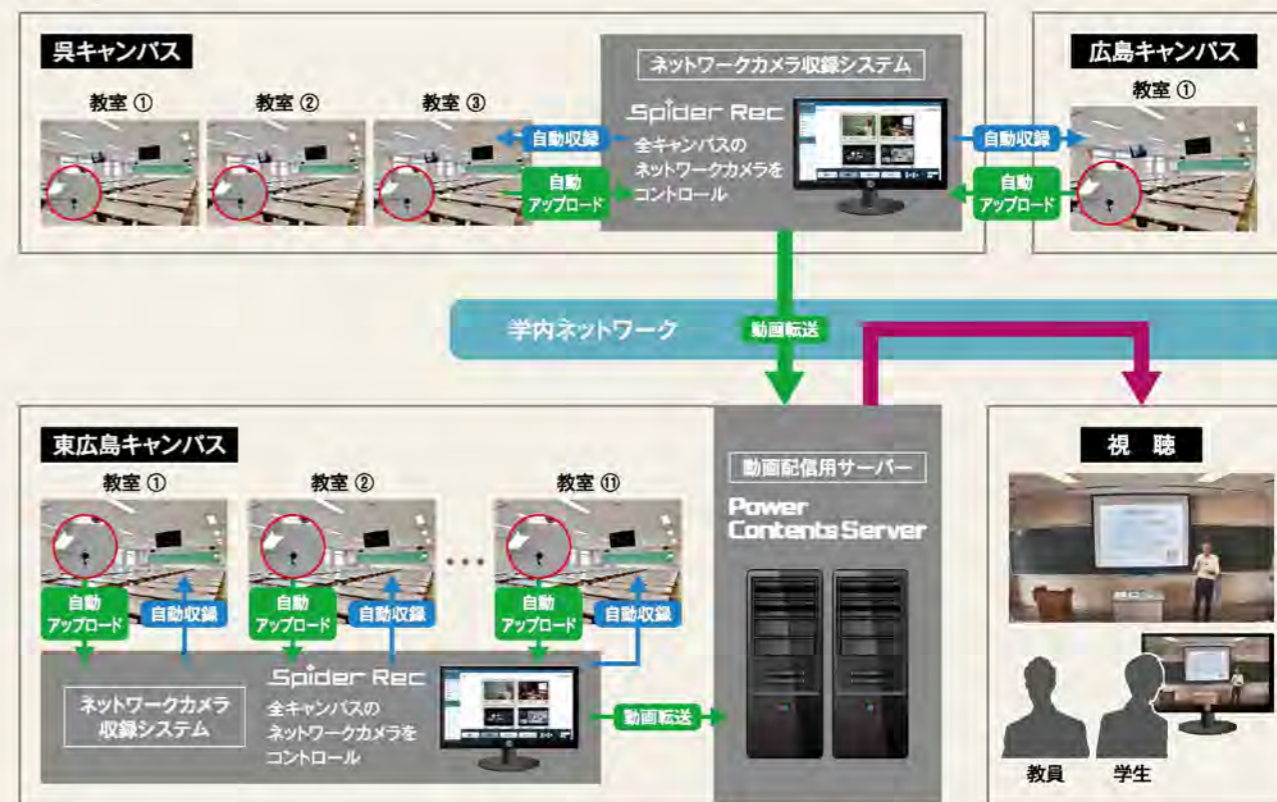 呉キャンパス
教室 ①
教室 ②
教室 ③
自動収録
自動
アップロード
ネットワークカメラ収録システム
Spider Rec
全キャンパスの
ネットワークカメラを
コントロール
広島キャンパス
教室 ①
自動収録
自動
アップロード
学内ネットワーク
動画転送
東広島キャンパス
教室 ①
教室 ②
教室 ⑪
自動
アップロード
自動収録
自動
アップロード
自動収録
自動
アップロード
自動収録
ネットワークカメラ
収録システム
Spider Rec
全キャンパスの
ネットワークカメラを
コントロール
動画転送
動画配信用サーバー
Power
Contents Server
視 聴
教員
学生